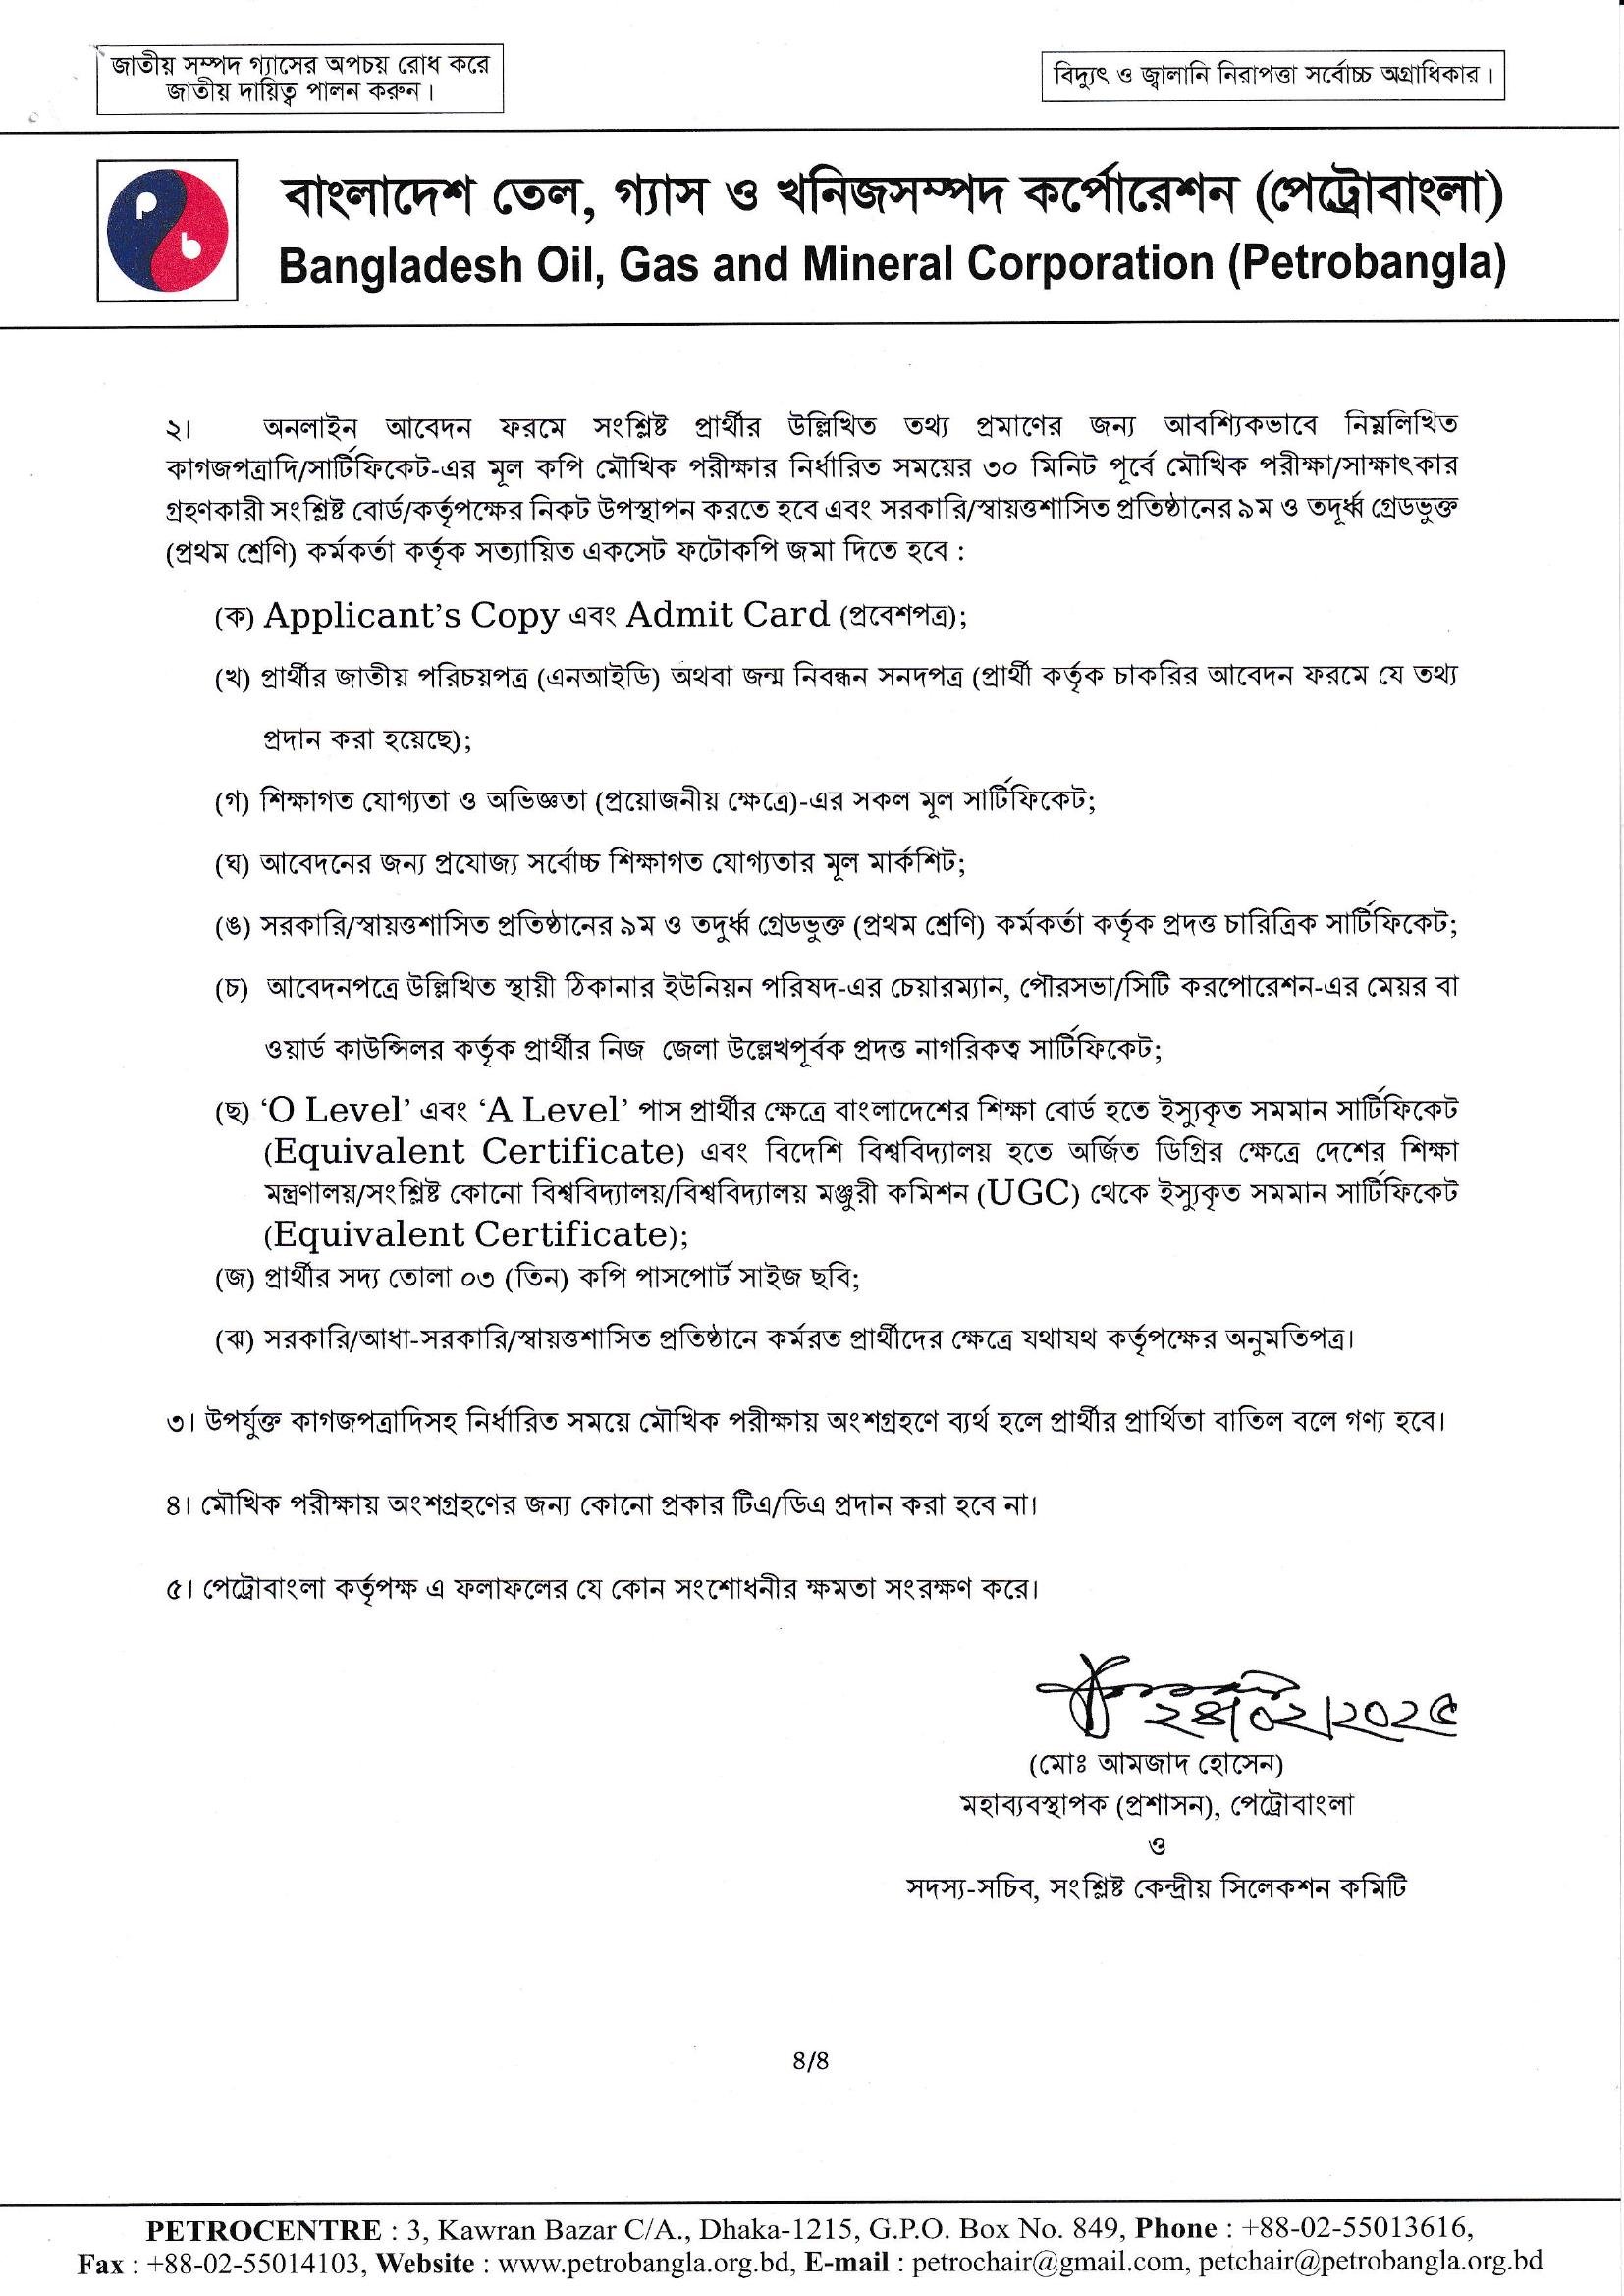 জাতীয় সম্পদ গ্যাসের অপচয় রোধ করে
জাতীয় দায়িত্ব পালন করুন।
বিদ্যুৎ ও জ্বালানি নিরাপত্তা সর্বোচ্চ অগ্রাধিকার।
pb
বাংলাদেশ তেল, গ্যাস ও খনিজসম্পদ কর্পোরেশন (পেট্রোবাংলা)
Bangladesh Oil, Gas and Mineral Corporation (Petrobangla)
২। অনলাইন আবেদন ফরমে সংশ্লিষ্ট প্রার্থীর উল্লিখিত তথ্য প্রমাণের জন্য আবশ্যিকভাবে নিম্নলিখিত
কাগজপত্রাদি/সার্টিফিকেট-এর মূল কপি মৌখিক পরীক্ষার নির্ধারিত সময়ের ৩০ মিনিট পূর্বে মৌখিক পরীক্ষা/সাক্ষাৎকার
গ্রহণকারী সংশ্লিষ্ট বোর্ড/কর্তৃপক্ষের নিকট উপস্থাপন করতে হবে এবং সরকারি/স্বায়ত্তশাসিত প্রতিষ্ঠানের ৯ম ও তদূর্ধ্ব গ্রেডভুক্ত
(প্রথম শ্রেণি) কর্মকর্তা কর্তৃক সত্যায়িত একসেট ফটোকপি জমা দিতে হবে :
(ক) Applicant's Copy এবং Admit Card (প্রবেশপত্র);
(খ) প্রার্থীর জাতীয় পরিচয়পত্র (এনআইডি) অথবা জন্ম নিবন্ধন সনদপত্র (প্রার্থী কর্তৃক চাকরির আবেদন ফরমে যে তথ্য
প্রদান করা হয়েছে);
(গ) শিক্ষাগত যোগ্যতা ও অভিজ্ঞতা (প্রয়োজনীয় ক্ষেত্রে)-এর সকল মূল সার্টিফিকেট;
(ঘ) আবেদনের জন্য প্রযোজ্য সর্বোচ্চ শিক্ষাগত যোগ্যতার মূল মার্কশিট;
(ঙ) সরকারি/স্বায়ত্তশাসিত প্রতিষ্ঠানের ৯ম ও তদুর্ধ্ব গ্রেডভুক্ত (প্রথম শ্রেণি) কর্মকর্তা কর্তৃক প্রদত্ত চারিত্রিক সার্টিফিকেট;
(চ) আবেদনপত্রে উল্লিখিত স্থায়ী ঠিকানার ইউনিয়ন পরিষদ-এর চেয়ারম্যান, পৌরসভা/সিটি করপোরেশন-এর মেয়র বা
ওয়ার্ড কাউন্সিলর কর্তৃক প্রার্থীর নিজ জেলা উল্লেখপূর্বক প্রদত্ত নাগরিকত্ব সার্টিফিকেট;
(ছ) ‘O Level’ এবং ‘A Level’ পাস প্রার্থীর ক্ষেত্রে বাংলাদেশের শিক্ষা বোর্ড হতে ইস্যুকৃত সমমান সার্টিফিকেট
(Equivalent Certificate) এবং বিদেশি বিশ্ববিদ্যালয় হতে অর্জিত ডিগ্রির ক্ষেত্রে দেশের শিক্ষা
মন্ত্রণালয়/সংশ্লিষ্ট কোনো বিশ্ববিদ্যালয়/বিশ্ববিদ্যালয় মঞ্জুরী কমিশন (UGC) থেকে ইস্যুকৃত সমমান সার্টিফিকেট
(Equivalent Certificate);
(জ) প্রার্থীর সদ্য তোলা ০৩ (তিন) কপি পাসপোর্ট সাইজ ছবি;
(ঝ) সরকারি/আধা-সরকারি/স্বায়ত্তশাসিত প্রতিষ্ঠানে কর্মরত প্রার্থীদের ক্ষেত্রে যথাযথ কর্তৃপক্ষের অনুমতিপত্র।
৩। উপর্যুক্ত কাগজপত্রাদিসহ নির্ধারিত সময়ে মৌখিক পরীক্ষায় অংশগ্রহণে ব্যর্থ হলে প্রার্থীর প্রার্থিতা বাতিল বলে গণ্য হবে।
৪। মৌখিক পরীক্ষায় অংশগ্রহণের জন্য কোনো প্রকার টিএ/ডিএ প্রদান করা হবে না।
৫। পেট্রোবাংলা কর্তৃপক্ষ এ ফলাফলের যে কোন সংশোধনীর ক্ষমতা সংরক্ষণ করে।
২৪/০২/২০২৫
(মোঃ আমজাদ হোসেন)
মহাব্যবস্থাপক (প্রশাসন), পেট্রোবাংলা
ও
সদস্য-সচিব, সংশ্লিষ্ট কেন্দ্রীয় সিলেকশন কমিটি
8/8
PETROCENTRE : 3, Kawran Bazar C/A., Dhaka-1215, G.P.O. Box No. 849, Phone : +88-02-55013616,
Fax : +88-02-55014103, Website : www.petrobangla.org.bd, E-mail : petrochair@gmail.com, petchair@petrobangla.org.bd